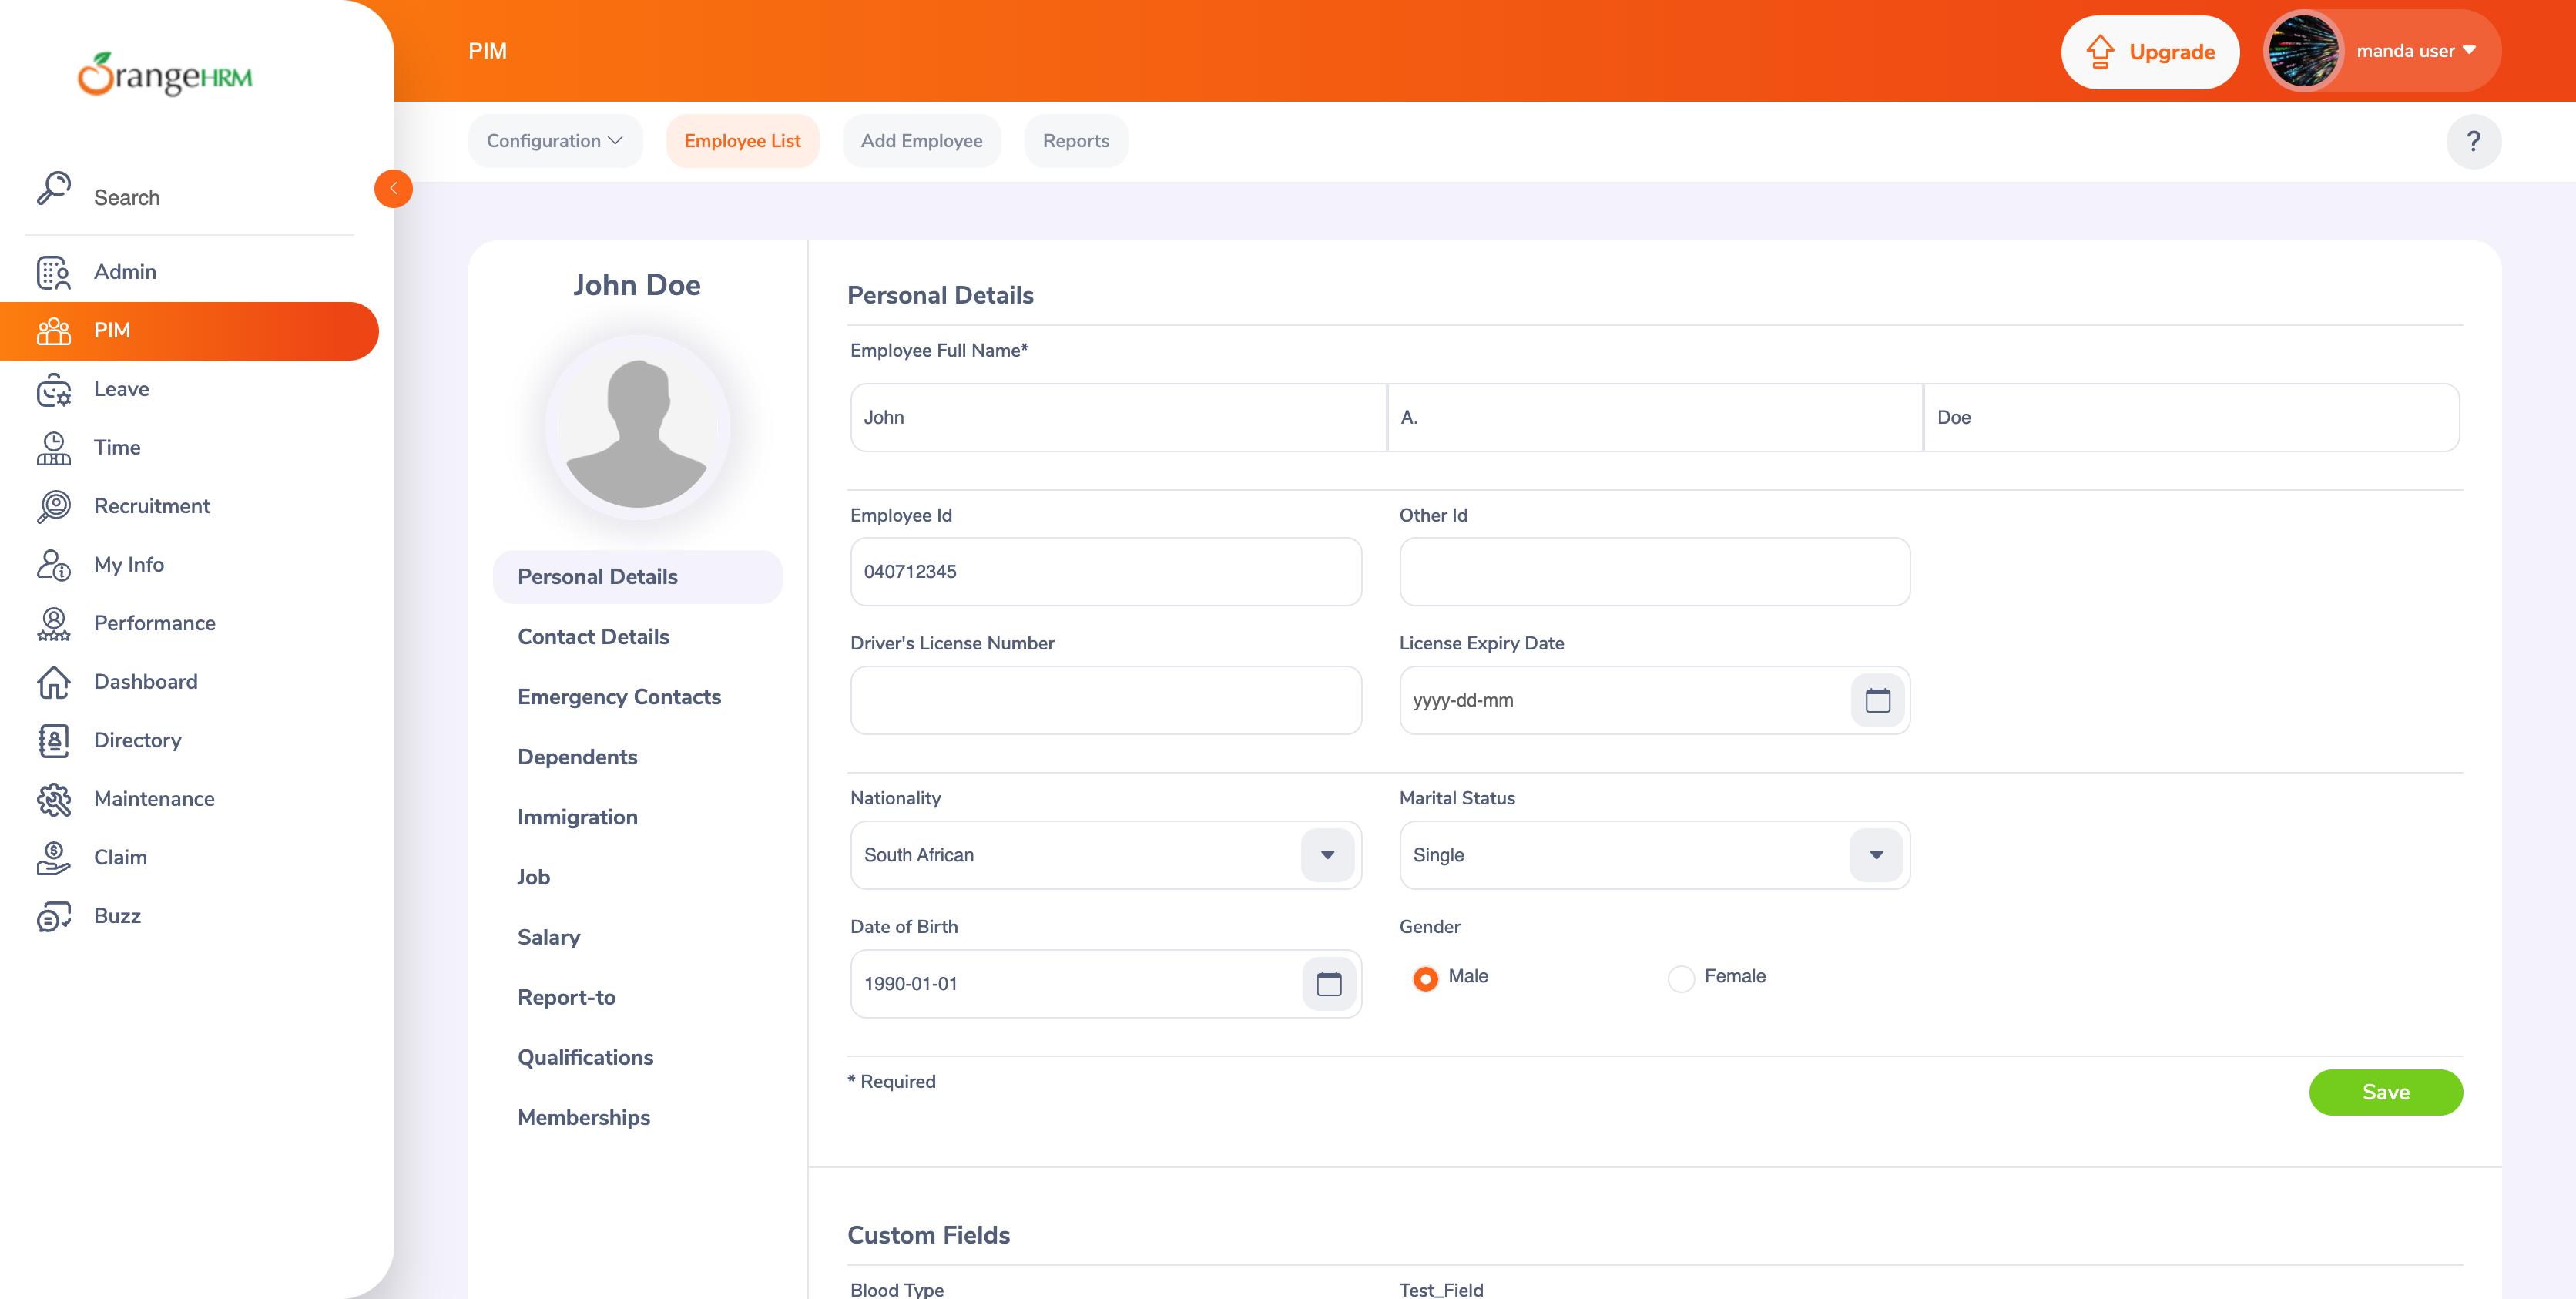 OrangeHRM
Search
Admin
PIM
Leave
Time
Recruitment
My Info
Performance
Dashboard
Directory
Maintenance
Claim
Buzz
PIM
Upgrade
manda user
Configuration
Employee List
Add Employee
Reports
?
John Doe
Personal Details
Contact Details
Emergency Contacts
Dependents
Immigration
Job
Salary
Report-to
Qualifications
Memberships
Personal Details
Employee Full Name*
John A. Doe
Employee Id Other Id
040712345
Driver's License Number License Expiry Date
yyyy-dd-mm
Nationality Marital Status
South African Single
Date of Birth Gender
1990-01-01 Male Female
* Required
Save
Custom Fields
Blood Type Test_Field